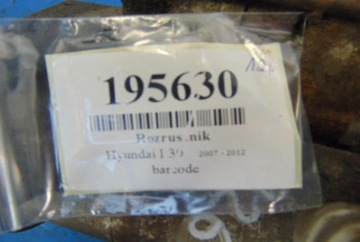 195630
Rozrusznik
Hyundai I 30 2007 - 2012
barcode